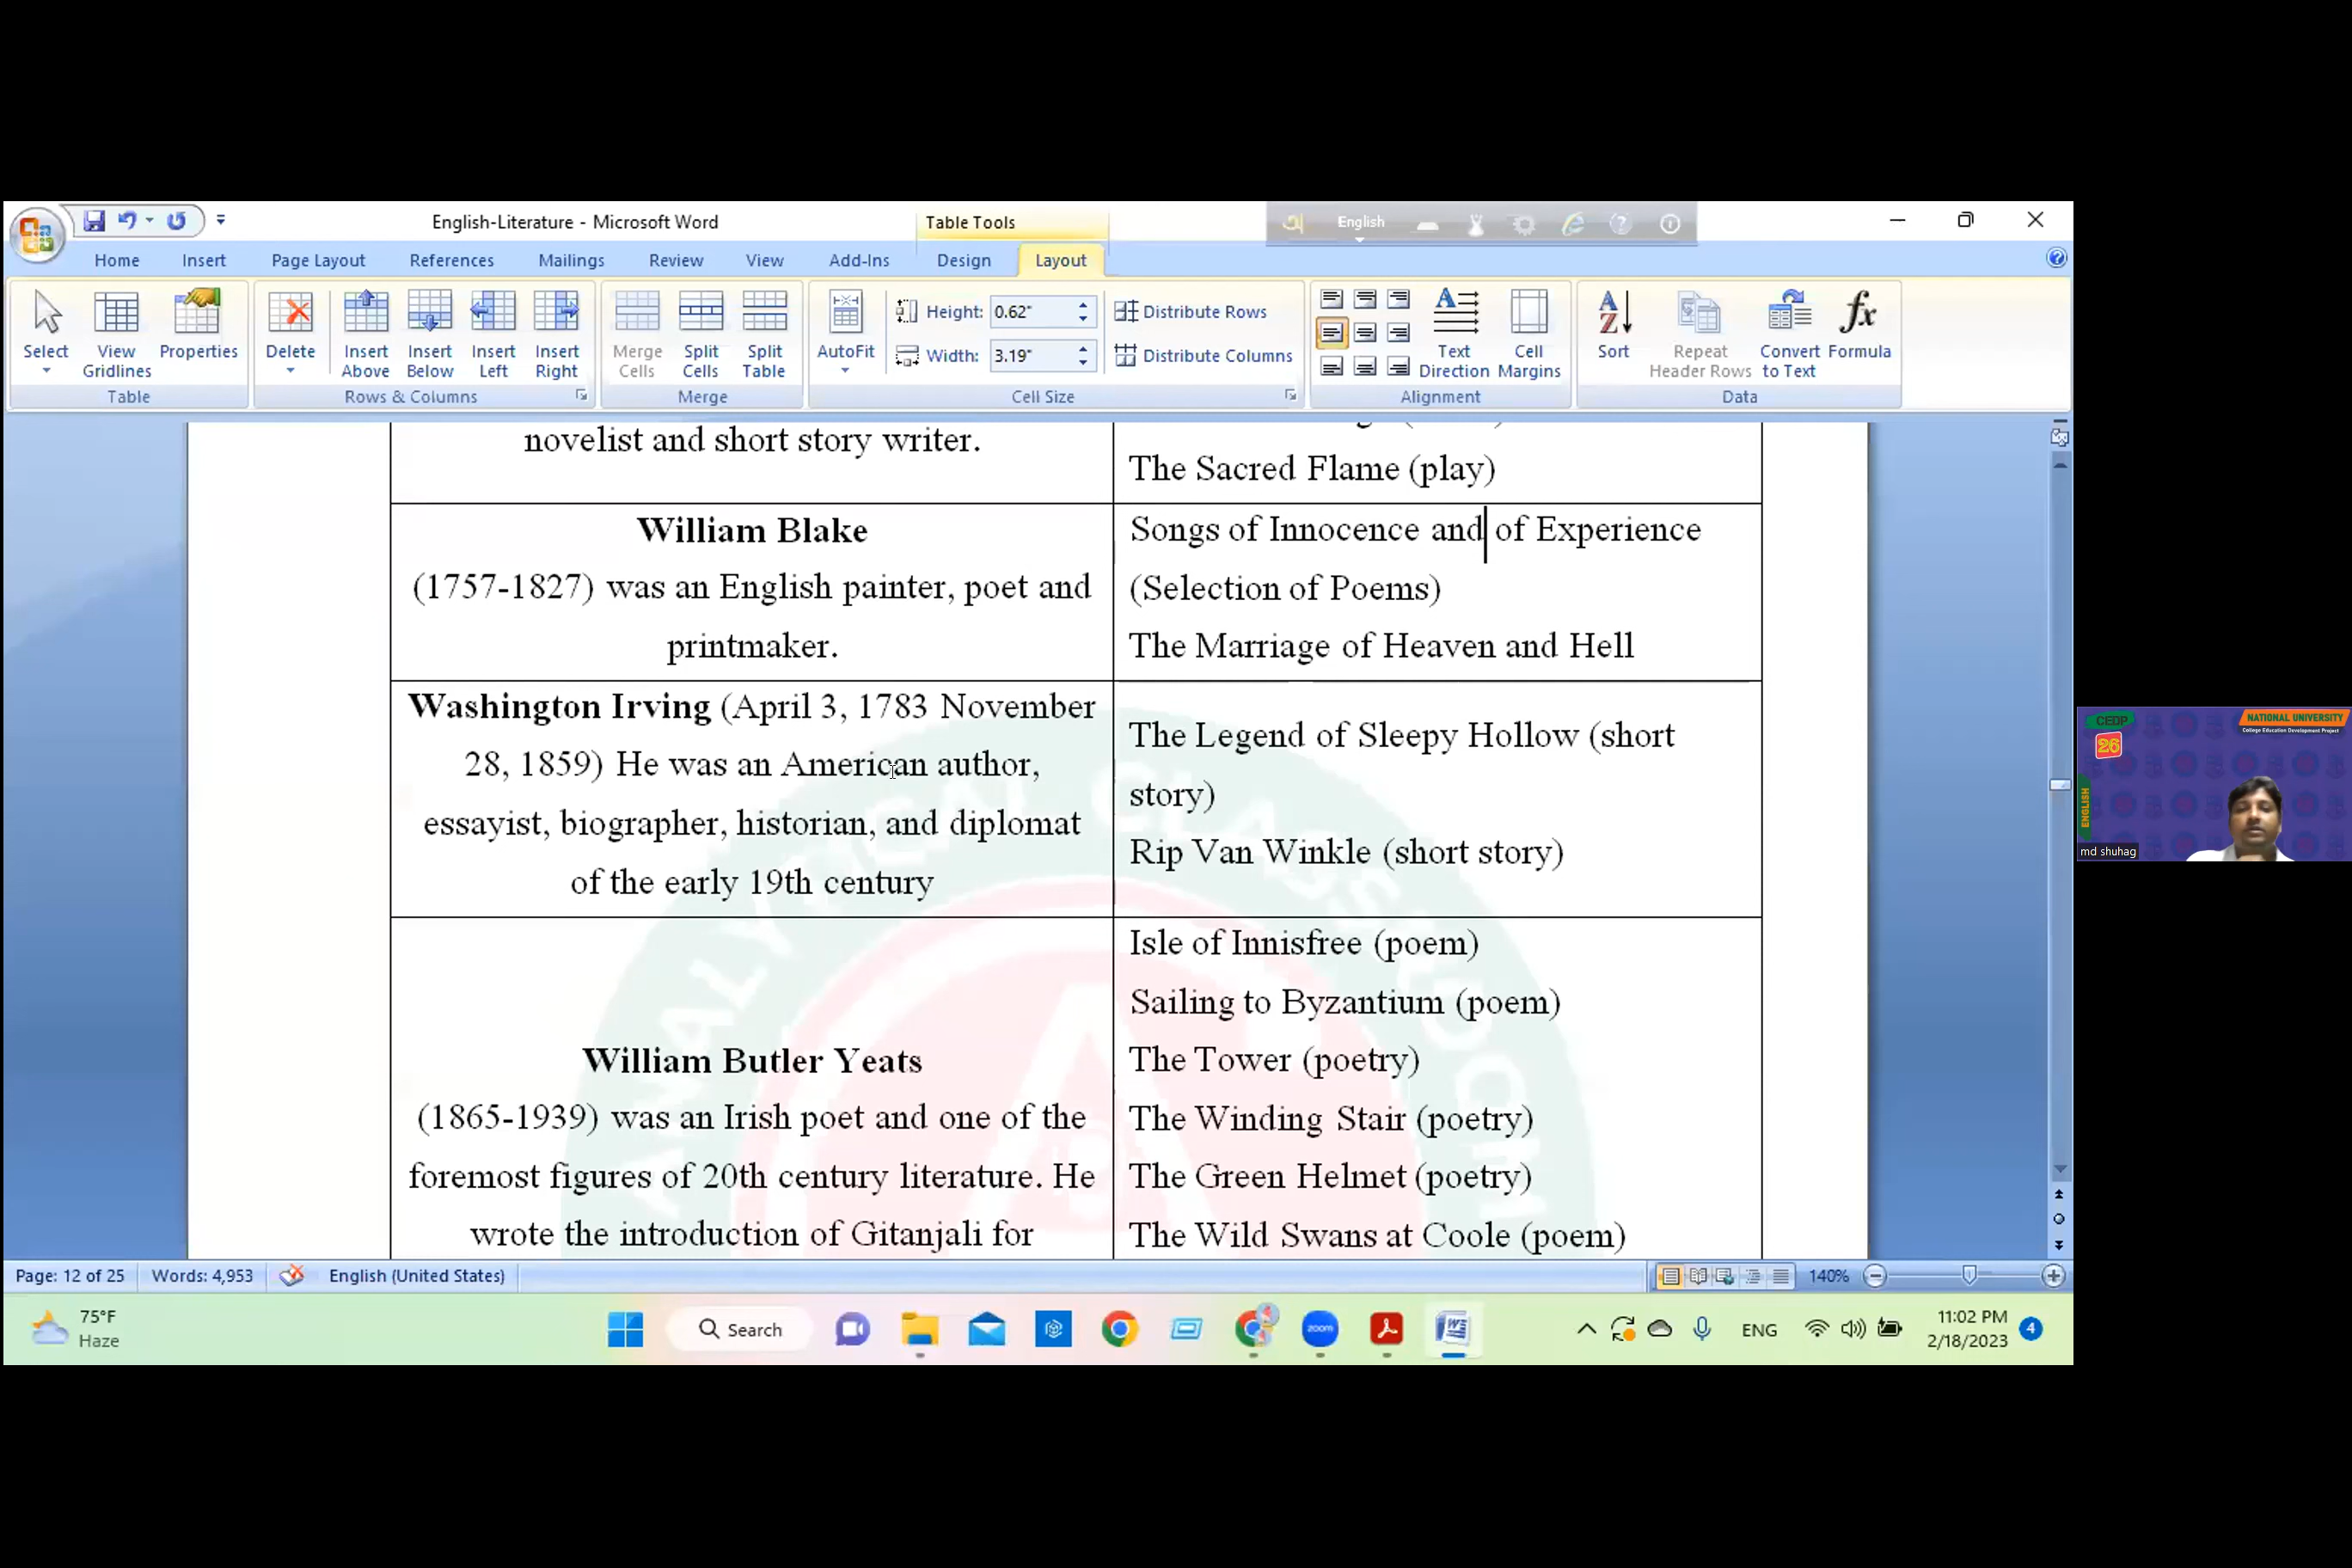 English-Literature - Microsoft Word
Table Tools
English
Home
Insert
Page Layout
References
Mailings
Review
View
Add-Ins
Design
Layout
Select
View
Gridlines
Properties
Delete
Insert
Above
Insert
Below
Insert
Left
Insert
Right
Merge
Cells
Split
Cells
Split
Table
AutoFit
Height: 0.62"
Width: 3.19"
Distribute Rows
Distribute Columns
Text
Direction
Cell
Margins
Sort
Repeat
Header Rows
Convert
to Text
Formula
Table
Rows & Columns
Merge
Cell Size
Alignment
Data
novelist and short story writer.
The Sacred Flame (play)
William Blake
(1757-1827) was an English painter, poet and
printmaker.
Songs of Innocence and of Experience
(Selection of Poems)
The Marriage of Heaven and Hell
Washington Irving (April 3, 1783 November
28, 1859) He was an American author,
essayist, biographer, historian, and diplomat
of the early 19th century
The Legend of Sleepy Hollow (short
story)
Rip Van Winkle (short story)
William Butler Yeats
(1865-1939) was an Irish poet and one of the
foremost figures of 20th century literature. He
wrote the introduction of Gitanjali for
Isle of Innisfree (poem)
Sailing to Byzantium (poem)
The Tower (poetry)
The Winding Stair (poetry)
The Green Helmet (poetry)
The Wild Swans at Coole (poem)
CEDP
26
ENGLISH
NATIONAL UNIVERSITY
College Education Development Project
md shuhag
Page: 12 of 25
Words: 4,953
English (United States)
140%
75°F
Haze
Search
zoom
ENG
11:02 PM
2/18/2023
4